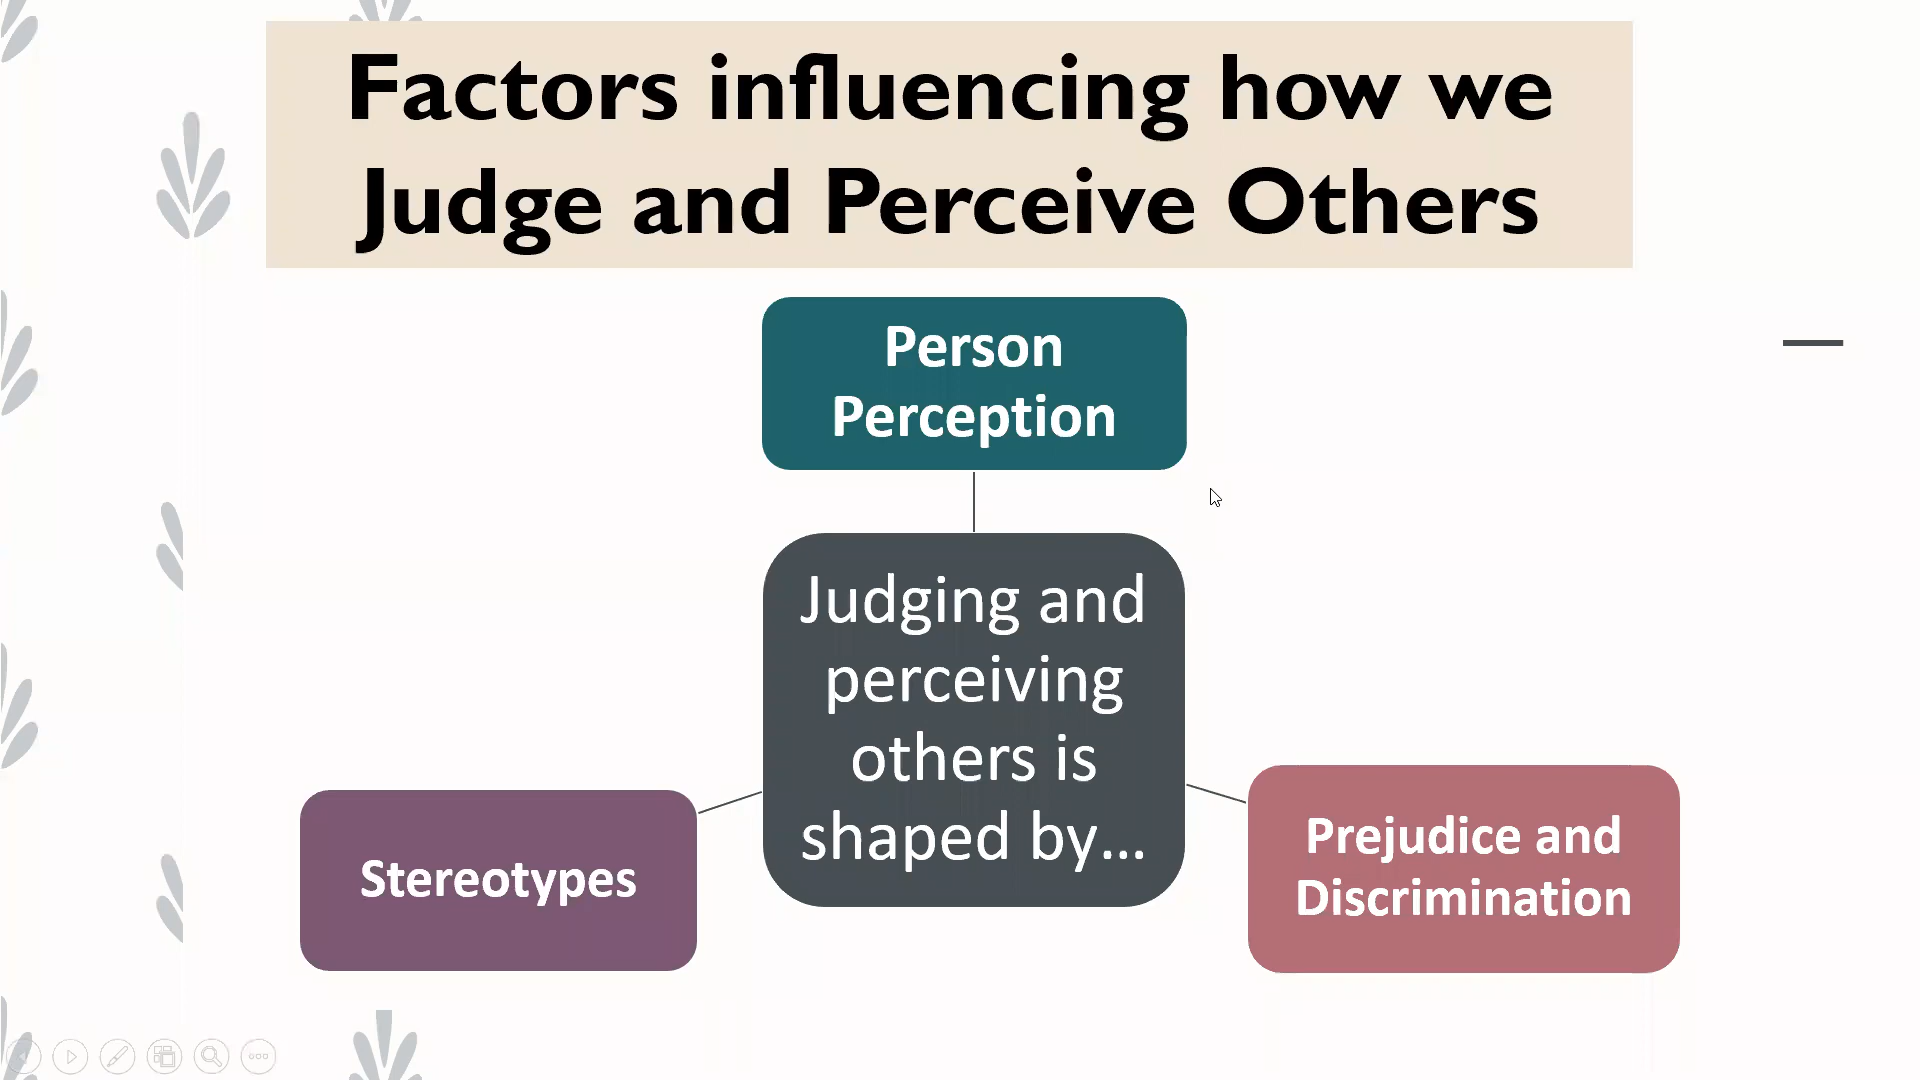 Factors influencing how we
Judge and Perceive Others
Person
Perception
Judging and
perceiving
others is
shaped by...
Stereotypes
Prejudice and
Discrimination